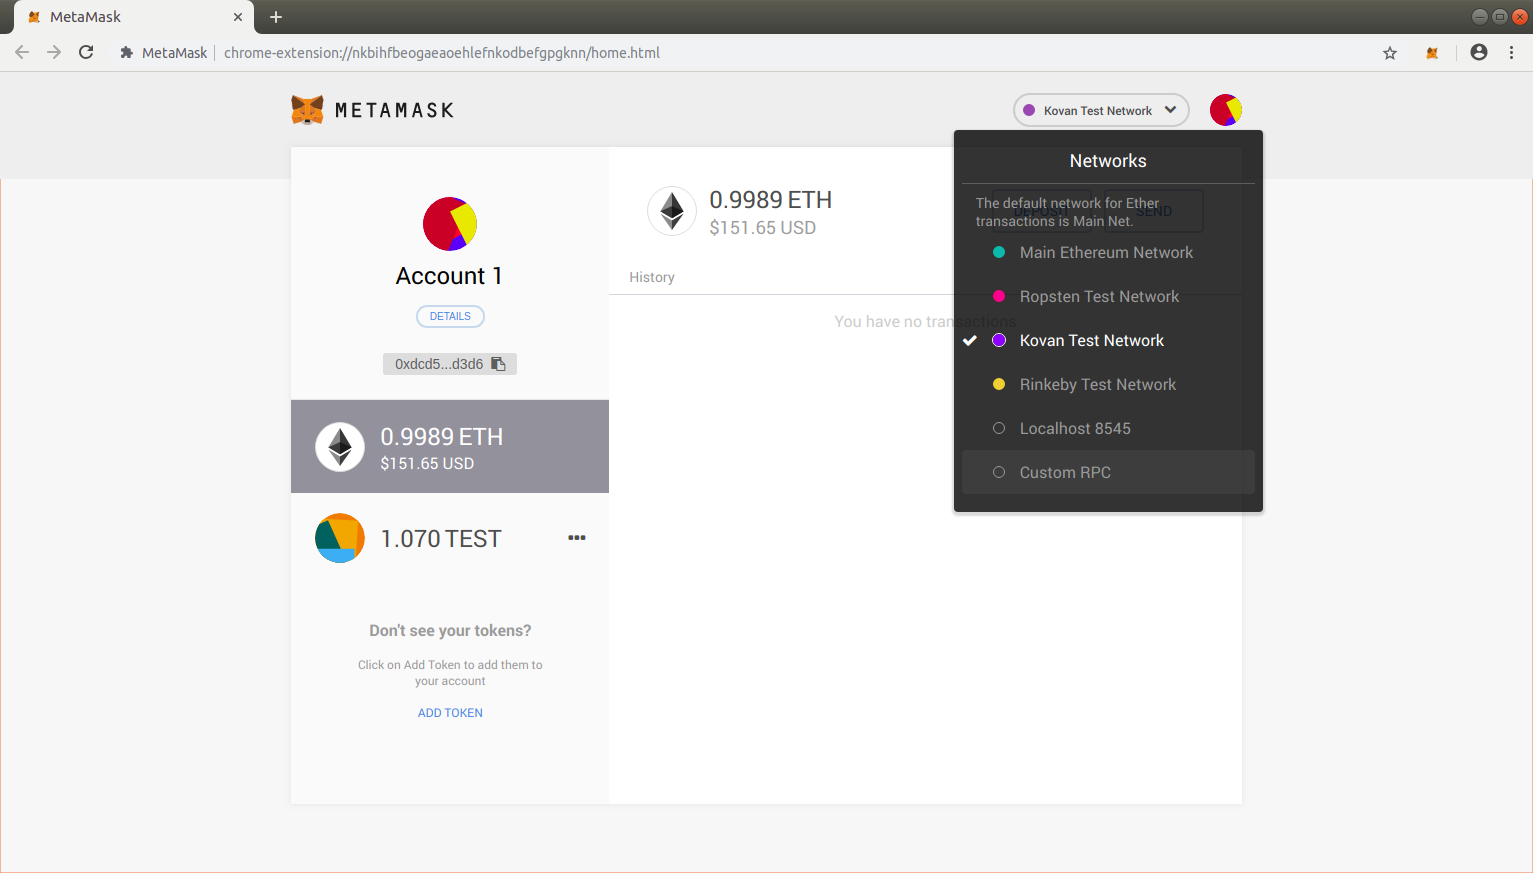 MetaMask
MetaMask
chrome-extension://nkbihfbeogaeaoehlefnkodbefgpgknn/home.html
METAMASK
Kovan Test Network
Account 1
DETAILS
0xdcd5...d3d6
0.9989 ETH
$151.65 USD
1.070 TEST
Don't see your tokens?
Click on Add Token to add them to
your account
ADD TOKEN
0.9989 ETH
$151.65 USD
DEPOSIT
SEND
History
You have no transactions
Networks
The default network for Ether
transactions is Main Net.
Main Ethereum Network
Ropsten Test Network
Kovan Test Network
Rinkeby Test Network
Localhost 8545
Custom RPC